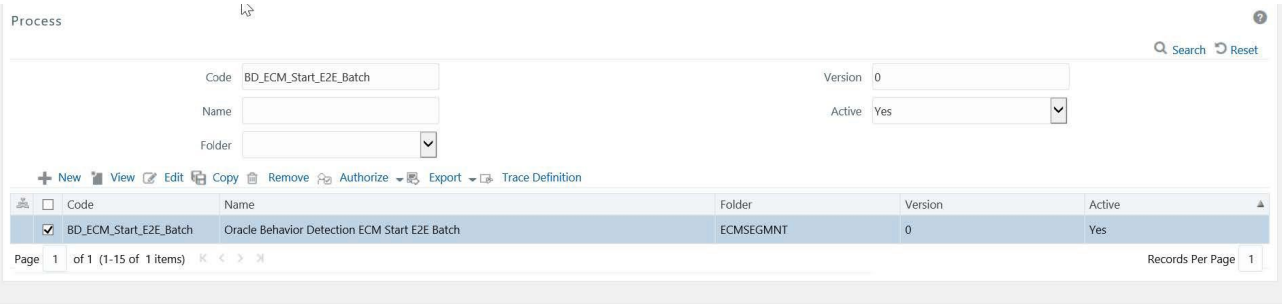 Process
Search Reset
Code BD_ECM_Start_E2E_Batch Version 0
Name Active Yes
Folder
New View Edit Copy Remove Authorize Export Trace Definition
Code Name Folder Version Active
BD_ECM_Start_E2E_Batch Oracle Behavior Detection ECM Start E2E Batch ECMSEGMNT 0 Yes
Page 1 of 1 (1-15 of 1 items) Records Per Page 1